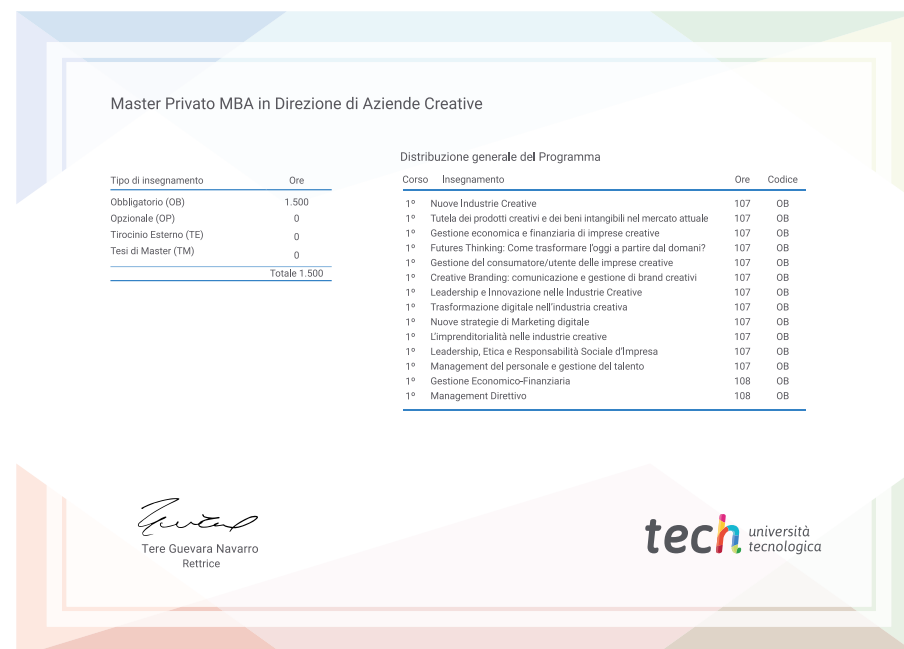 Master Privato MBA in Direzione di Aziende Creative
Tipo di insegnamento Ore
Obbligatorio (OB) 1.500
Opzionale (OP) 0
Tirocinio Esterno (TE) 0
Tesi di Master (TM) 0
Totale 1.500
Distribuzione generale del Programma
Corso Insegnamento Ore Codice
1º Nuove Industrie Creative 107 OB
1º Tutela dei prodotti creativi e dei beni intangibili nel mercato attuale 107 OB
1º Gestione economica e finanziaria di imprese creative 107 OB
1º Futures Thinking: Come trasformare l'oggi a partire dal domani? 107 OB
1º Gestione del consumatore/utente delle imprese creative 107 OB
1º Creative Branding: comunicazione e gestione di brand creativi 107 OB
1º Leadership e Innovazione nelle Industrie Creative 107 OB
1º Trasformazione digitale nell'industria creativa 107 OB
1º Nuove strategie di Marketing digitale 107 OB
1º L'imprenditorialità nelle industrie creative 107 OB
1º Leadership, Etica e Responsabilità Sociale d'Impresa 107 OB
1º Management del personale e gestione del talento 107 OB
1º Gestione Economico-Finanziaria 108 OB
1º Management Direttivo 108 OB
Tere Guevara Navarro
Rettrice
tech università
tecnologica